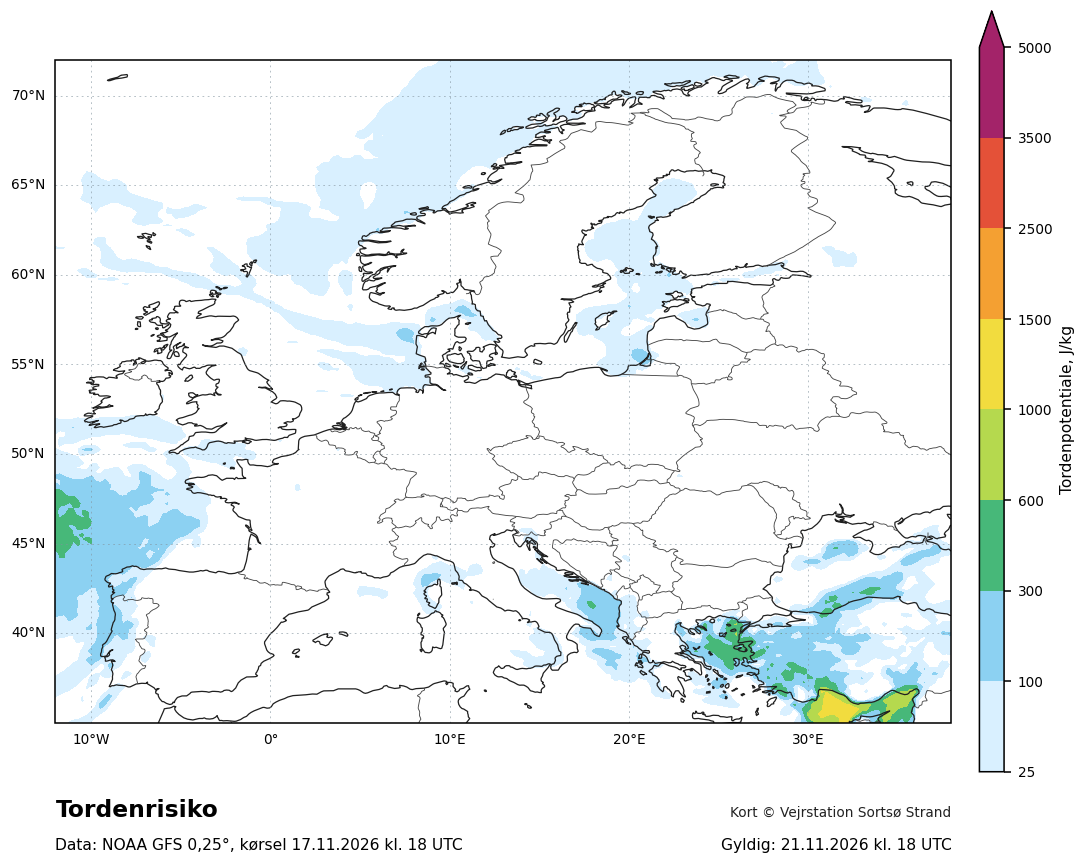 70°N
65°N
60°N
55°N
50°N
45°N
40°N
10°W
0°
10°E
20°E
30°E
5000
3500
2500
1500
1000
600
300
100
25
Tordenpotentiale, J/kg
Tordenrisiko
Kort © Vejrstation Sortsø Strand
Data: NOAA GFS 0,25°, kørsel 17.11.2026 kl. 18 UTC
Gyldig: 21.11.2026 kl. 18 UTC